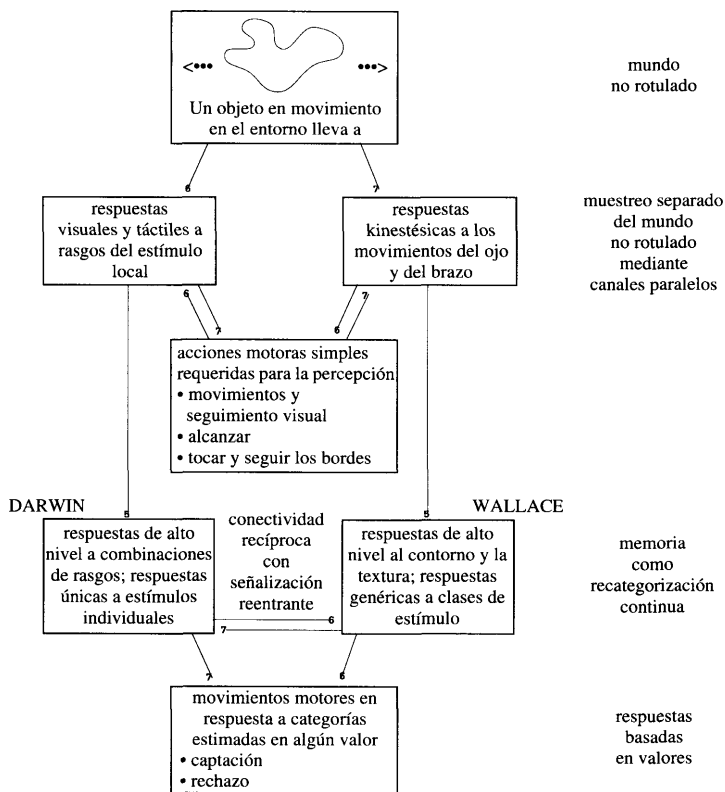 <••• •••>
Un objeto en movimiento
en el entorno lleva a
mundo
no rotulado
6
7
respuestas
visuales y táctiles a
rasgos del estímulo
local
respuestas
kinestésicas a los
movimientos del ojo
y del brazo
muestreo separado
del mundo
no rotulado
mediante
canales paralelos
6
7
6
7
acciones motoras simples
requeridas para la percepción
• movimientos y
seguimiento visual
• alcanzar
• tocar y seguir los bordes
DARWIN
5
respuestas de alto
nivel a combinaciones
de rasgos; respuestas
únicas a estímulos
individuales
conectividad
recíproca
con
señalización
reentrante
6
7
WALLACE
5
respuestas de alto
nivel al contorno y la
textura; respuestas
genéricas a clases de
estímulo
memoria
como
recategorización
continua
7
6
movimientos motores en
respuesta a categorías
estimadas en algún valor
• captación
• rechazo
respuestas
basadas
en valores